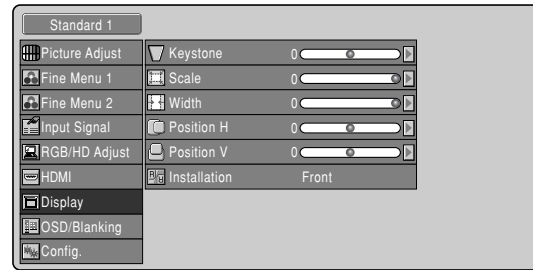 Standard 1
Picture Adjust
Fine Menu 1
Fine Menu 2
Input Signal
RGB/HD Adjust
HDMI
Display
OSD/Blanking
Config.
Keystone 0
Scale 0
Width 0
Position H 0
Position V 0
Installation Front